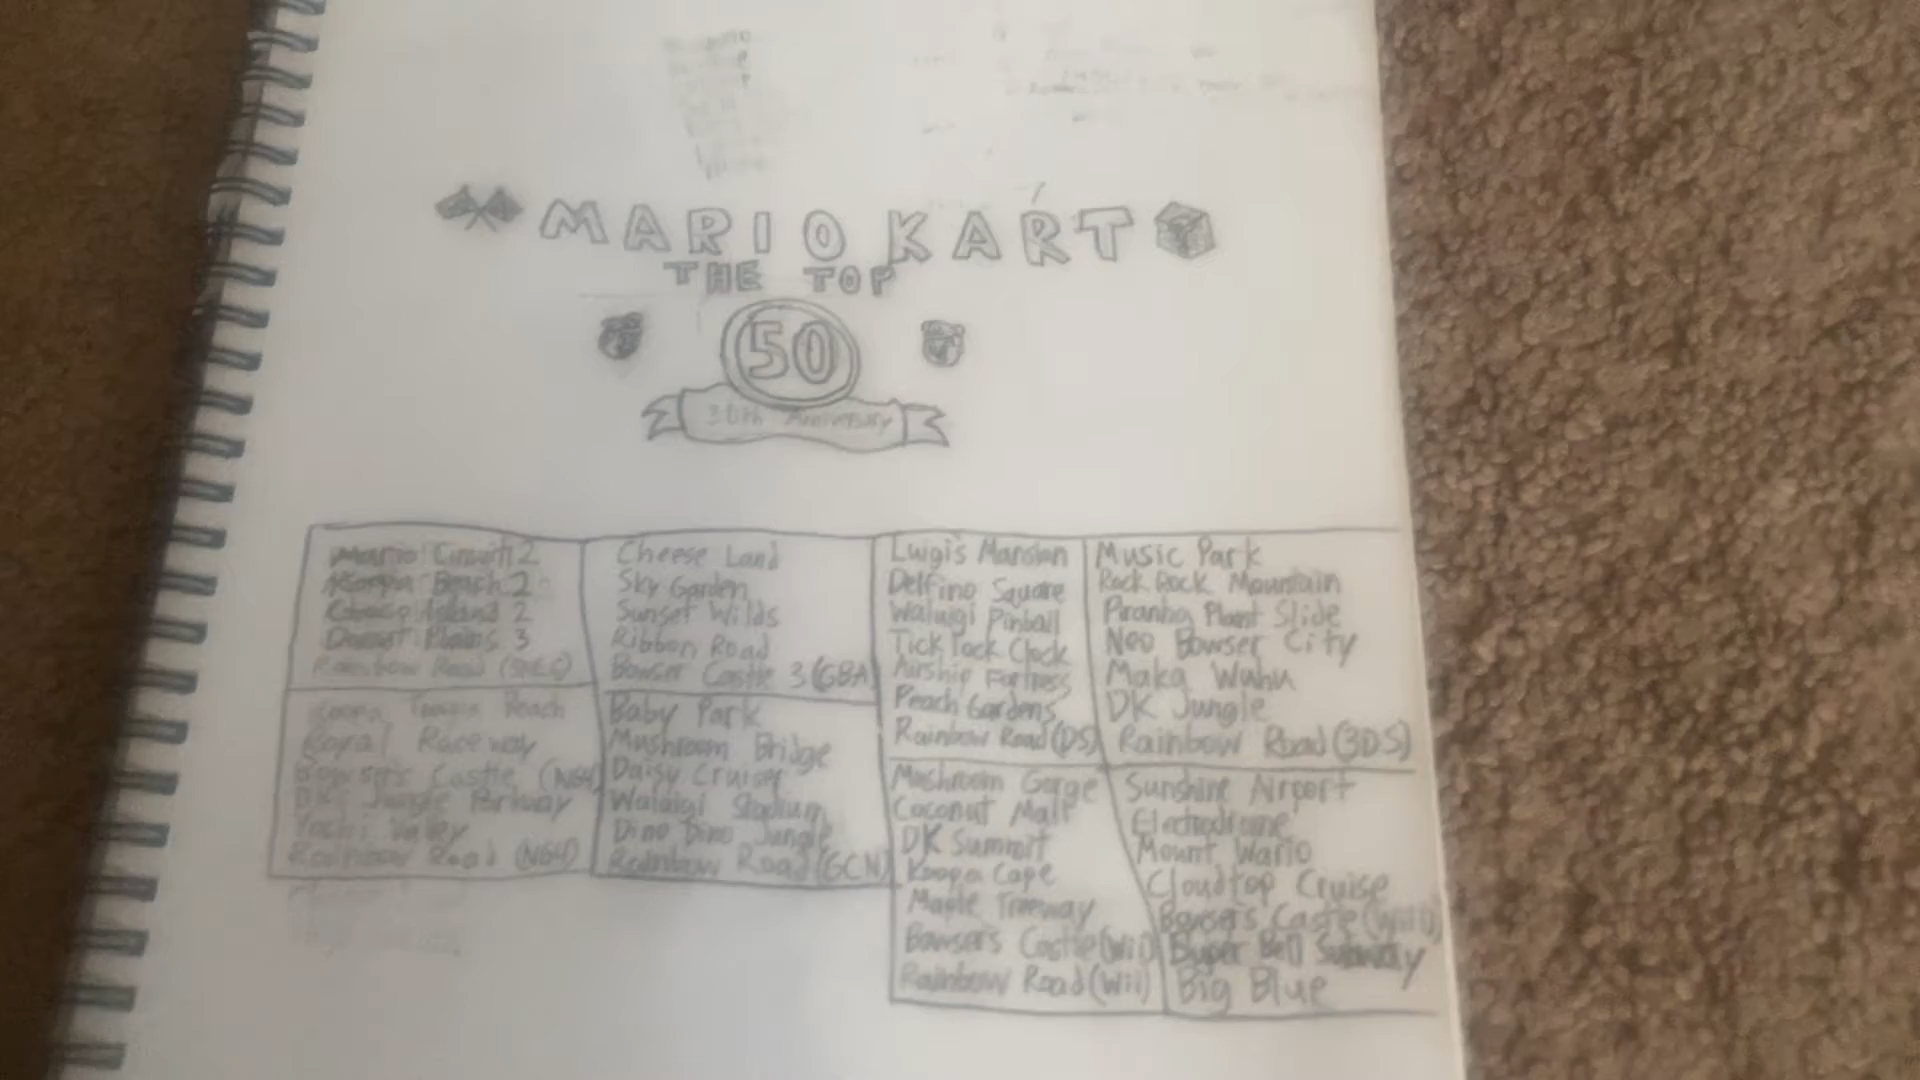 MARIO KART
THE TOP
50
30th Anniversary
Mario Circuit 2
Koopa Beach 2
Choco Island 2
Donut Plains 3
Rainbow Road (SNES)
Koopa Troopa Beach
Royal Raceway
Bowser's Castle (N64)
DK's Jungle Parkway
Yoshi Valley
Rainbow Road (N64)
Cheese Land
Sky Garden
Sunset Wilds
Ribbon Road
Bowser Castle 3 (GBA)
Baby Park
Mushroom Bridge
Daisy Cruiser
Waluigi Stadium
Dino Dino Jungle
Rainbow Road (GCN)
Luigi's Mansion
Delfino Square
Waluigi Pinball
Tick Tock Clock
Airship Fortress
Peach Gardens
Rainbow Road (DS)
Mushroom Gorge
Coconut Mall
DK Summit
Koopa Cape
Maple Treeway
Bowser's Castle (Wii)
Rainbow Road (Wii)
Music Park
Rock Rock Mountain
Piranha Plant Slide
Neo Bowser City
Maka Wuhu
DK Jungle
Rainbow Road (3DS)
Sunshine Airport
Electrodrome
Mount Wario
Cloudtop Cruise
Bowser's Castle (Wii U)
Bell Subway
Big Blue